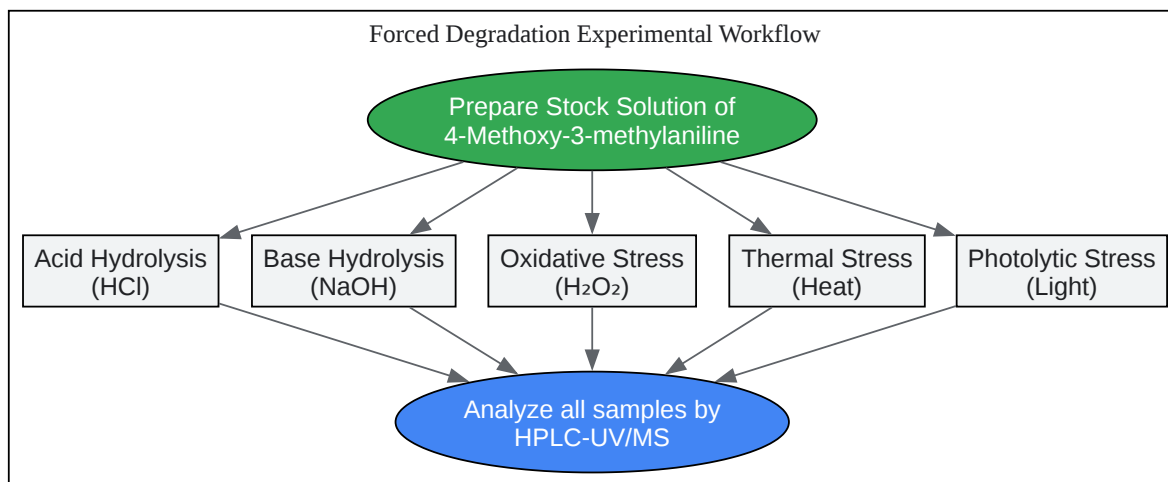 Forced Degradation Experimental Workflow
Prepare Stock Solution of
4-Methoxy-3-methylaniline
Acid Hydrolysis
(HCl)
Base Hydrolysis
(NaOH)
Oxidative Stress
(H₂O₂)
Thermal Stress
(Heat)
Photolytic Stress
(Light)
Analyze all samples by
HPLC-UV/MS